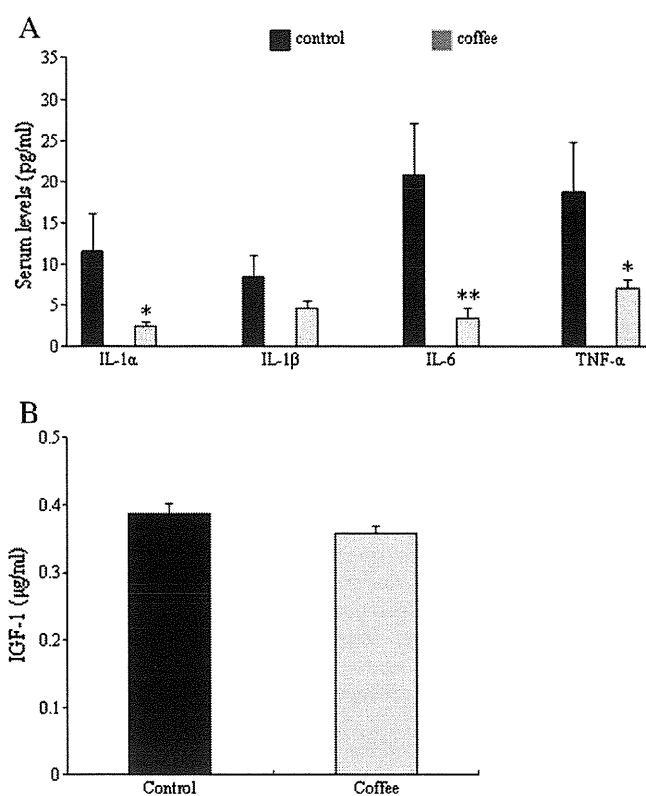 A
control coffee
Serum levels (pg/ml)
35
30
25
20
15
10
5
0
*
**
*
IL-1α IL-1β IL-6 TNF-α
B
IGF-1 (µg/ml)
0.5
0.4
0.3
0.2
0.1
0
Control Coffee